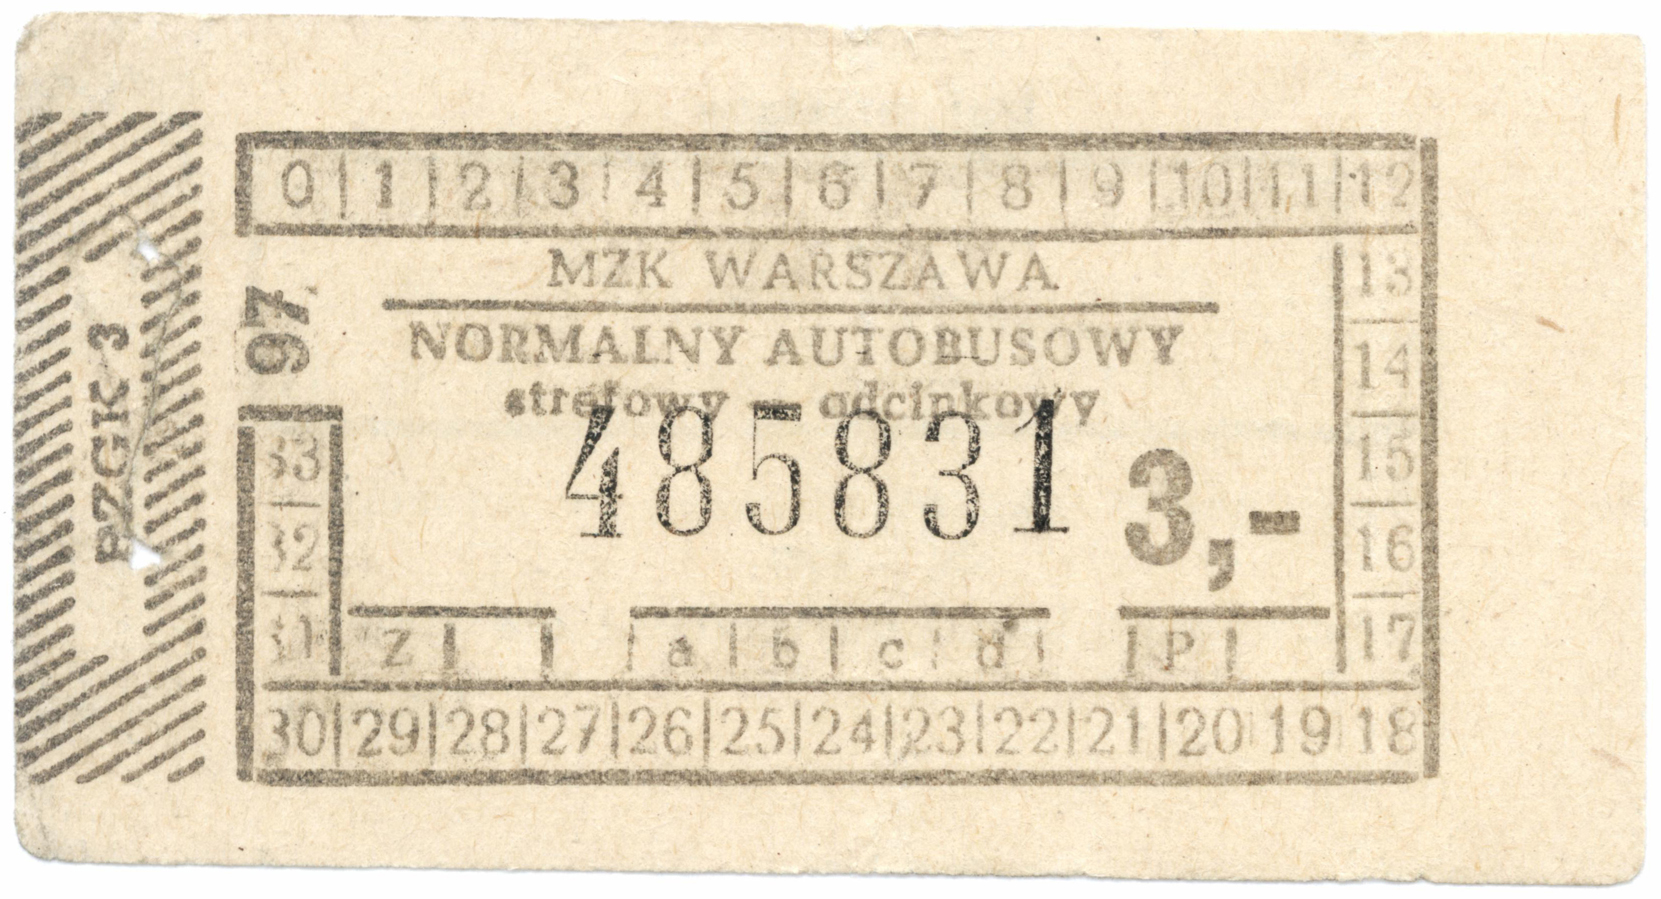 PZGK 3
97
0 1 2 3 4 5 6 7 8 9 10 11 12
MZK WARSZAWA
NORMALNY AUTOBUSOWY
strefowy – odcinkowy
485831
3,-
13
14
15
16
17
33
32
31
Z a b c d P
30 29 28 27 26 25 24 23 22 21 20 19 18